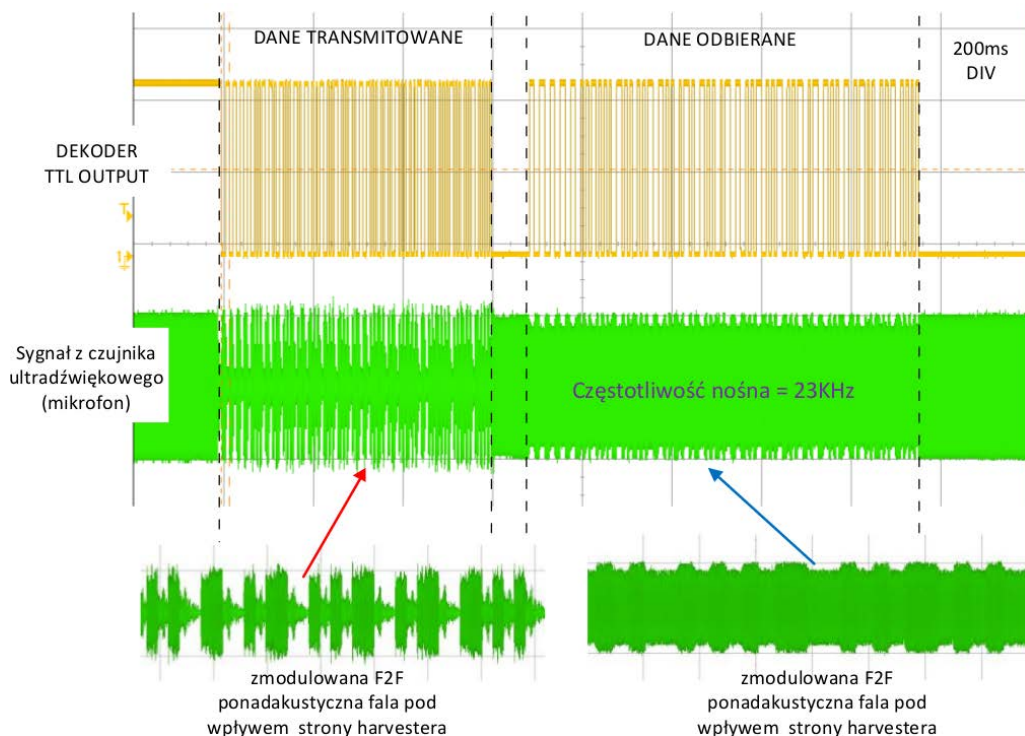 DANE TRANSMITOWANE
DANE ODBIERANE
200ms
DIV
DEKODER
TTL OUTPUT
T
1
Sygnał z czujnika
ultradźwiękowego
(mikrofon)
Częstotliwość nośna = 23KHz
zmodulowana F2F
ponadakustyczna fala pod
wpływem strony harvestera
zmodulowana F2F
ponadakustyczna fala pod
wpływem strony harvestera